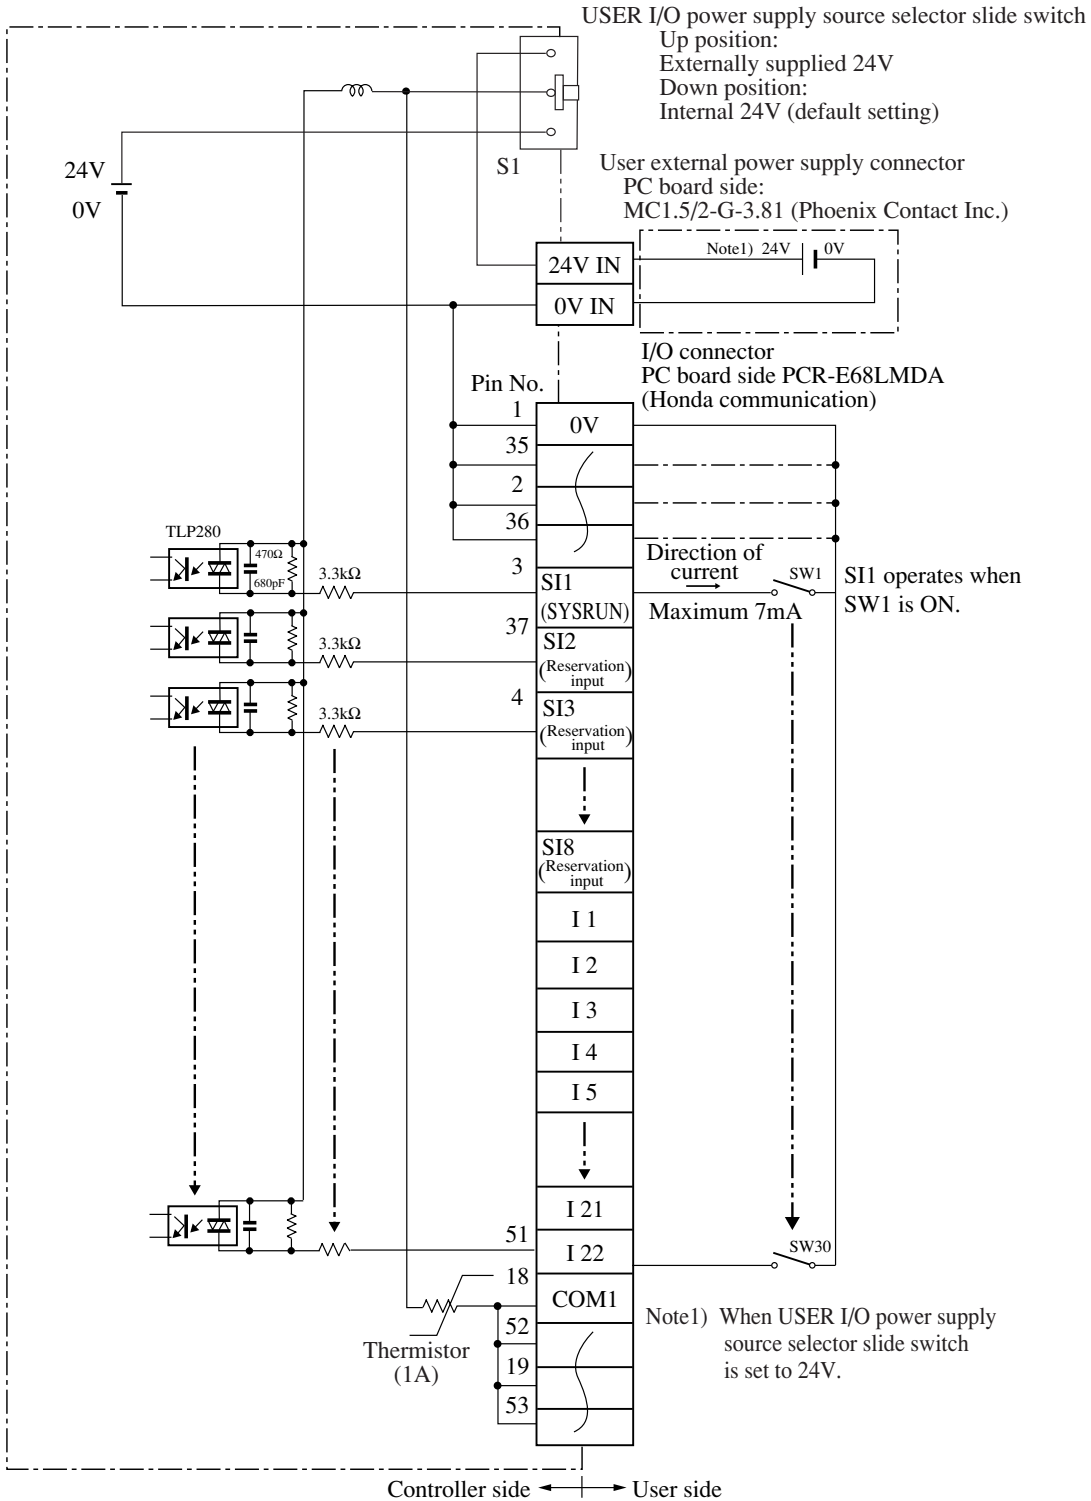 USER I/O power supply source selector slide switch
Up position:
Externally supplied 24V
Down position:
Internal 24V (default setting)
S1
24V
0V
User external power supply connector
PC board side:
MC1.5/2-G-3.81 (Phoenix Contact Inc.)
Note1) 24V 0V
24V IN
0V IN
I/O connector
PC board side PCR-E68LMDA
(Honda communication)
Pin No.
1
0V
35
2
36
TLP280
470Ω
680pF
3.3kΩ
3
SI1
(SYSRUN)
Direction of
current
Maximum 7mA
SW1
SI1 operates when
SW1 is ON.
37
SI2
(Reservation
input)
3.3kΩ
4
SI3
(Reservation
input)
3.3kΩ
SI8
(Reservation
input)
I 1
I 2
I 3
I 4
I 5
I 21
51
I 22
SW30
18
COM1
52
19
53
Thermistor
(1A)
Note1) When USER I/O power supply
source selector slide switch
is set to 24V.
Controller side
User side